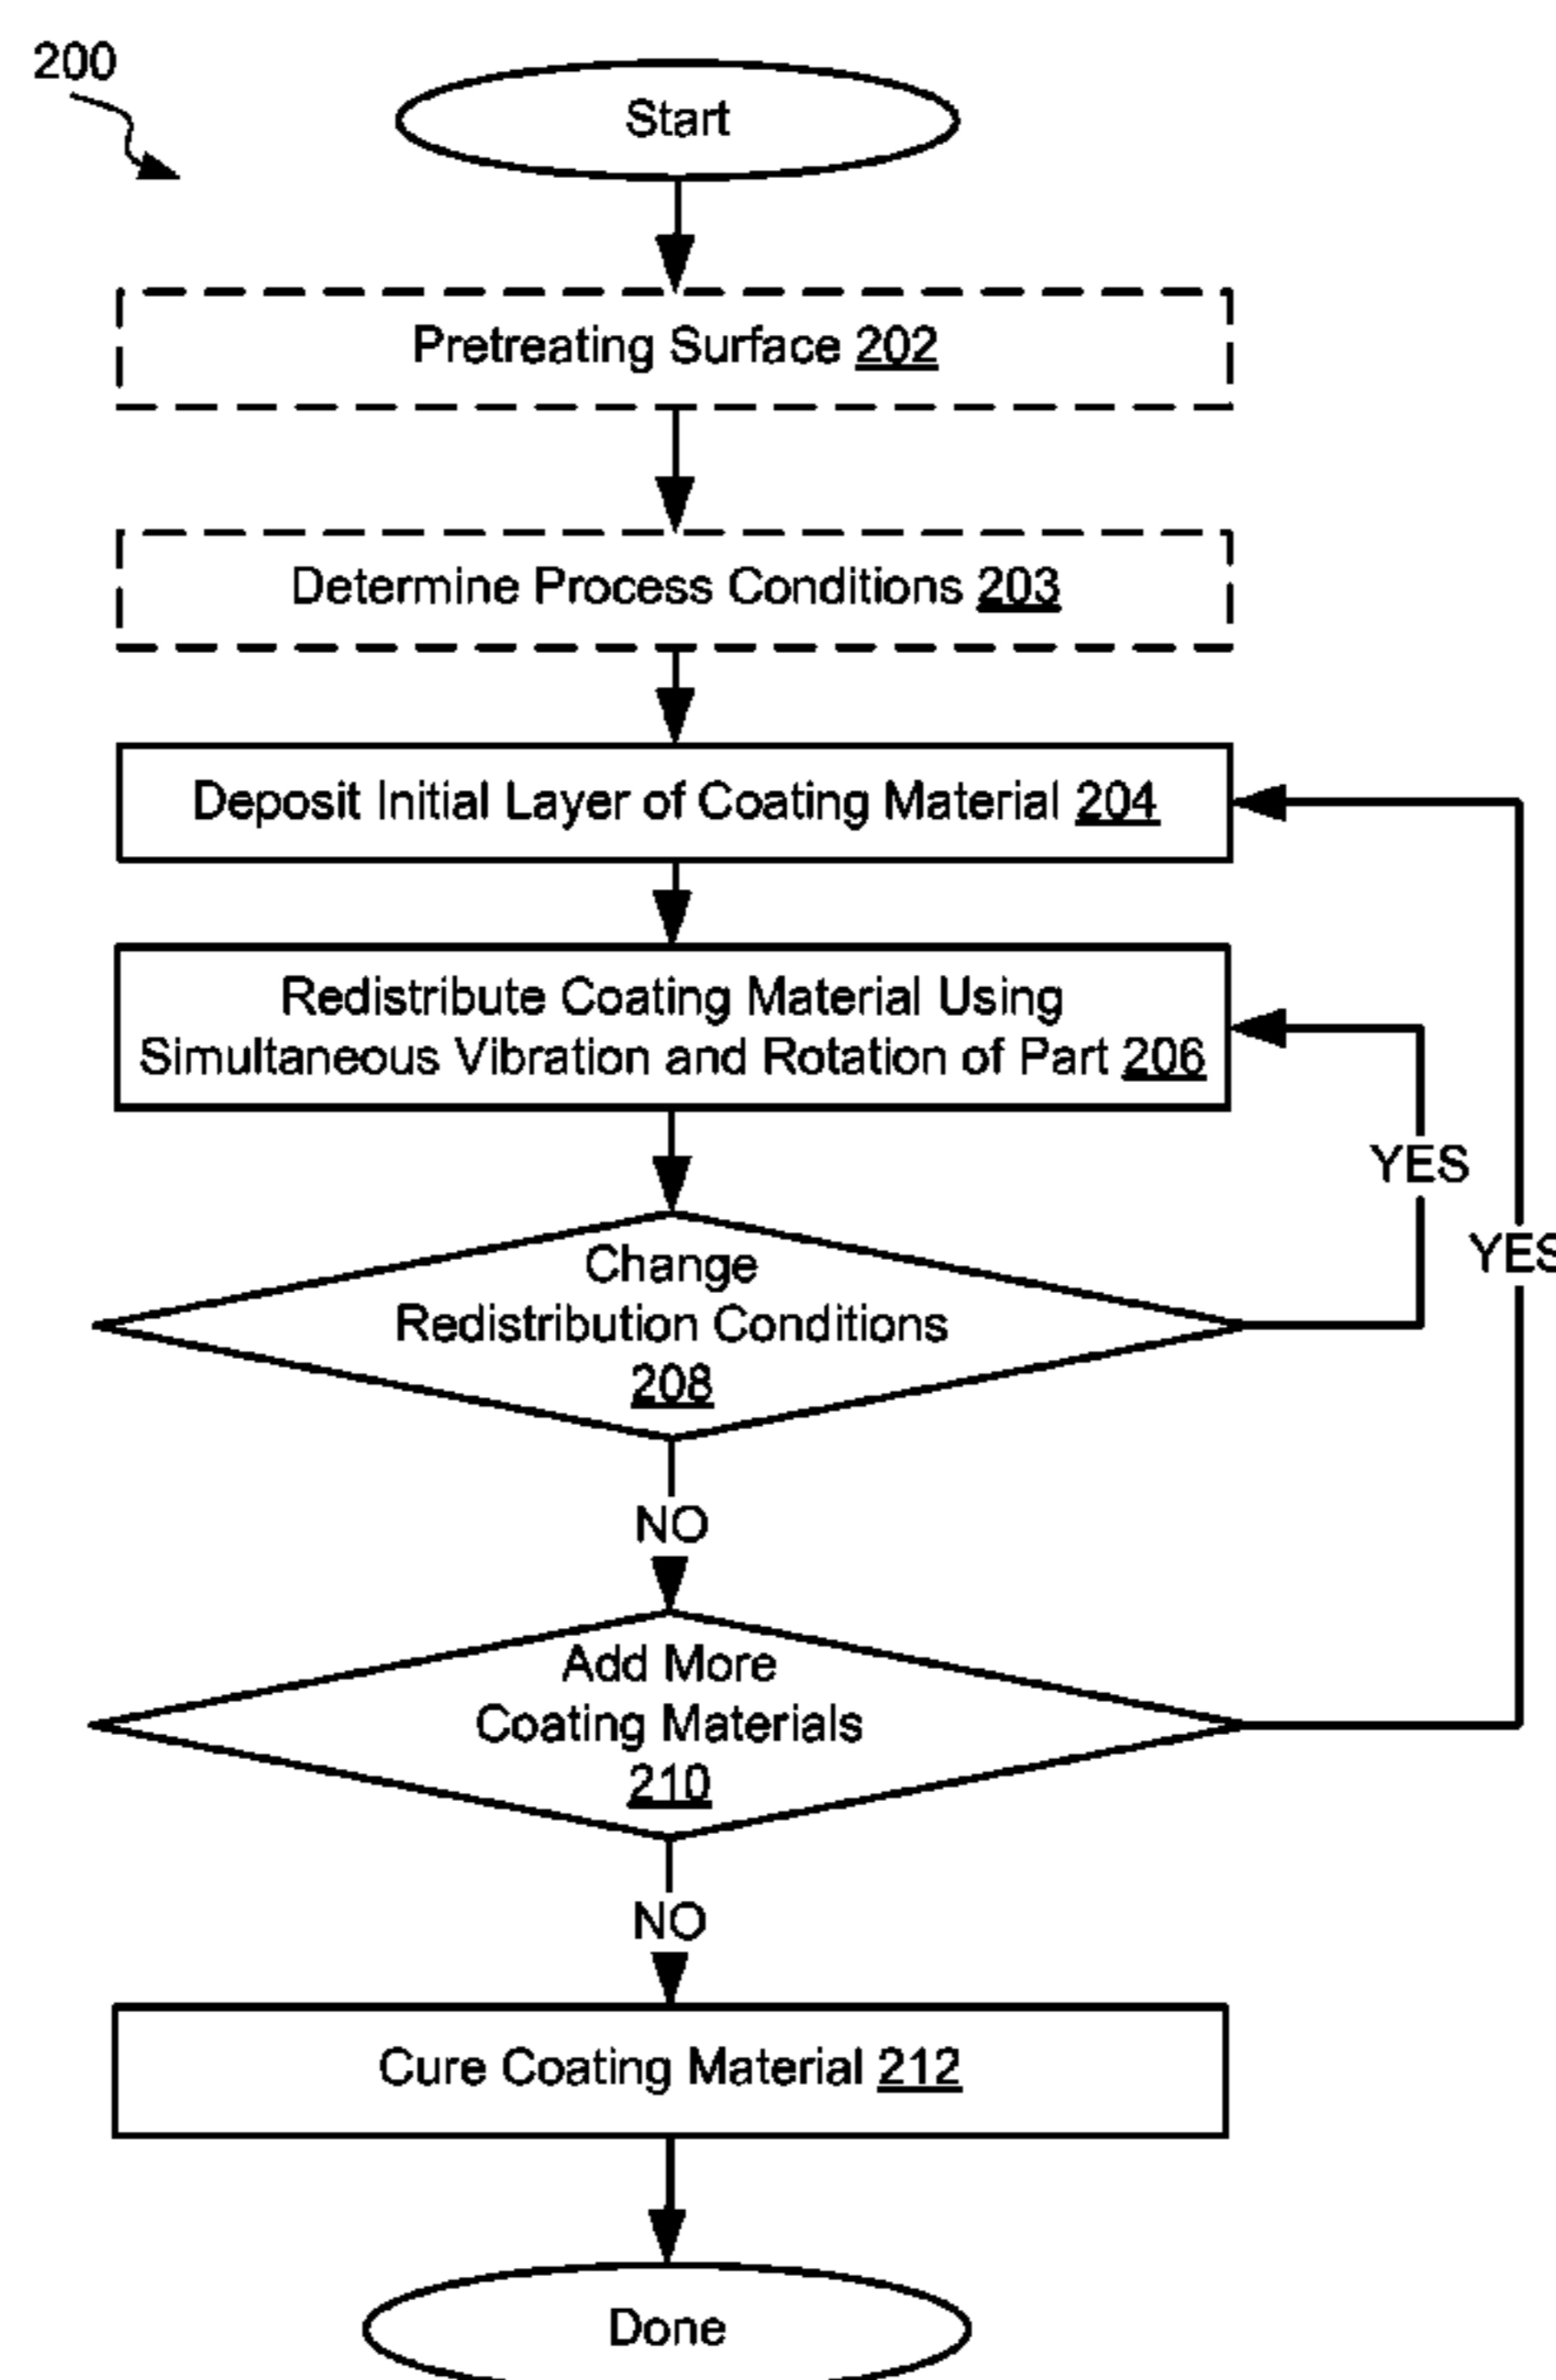 200
Start
Pretreating Surface 202
Determine Process Conditions 203
Deposit Initial Layer of Coating Material 204
Redistribute Coating Material Using
Simultaneous Vibration and Rotation of Part 206
YES
YES
Change
Redistribution Conditions
208
NO
Add More
Coating Materials
210
NO
Cure Coating Material 212
Done